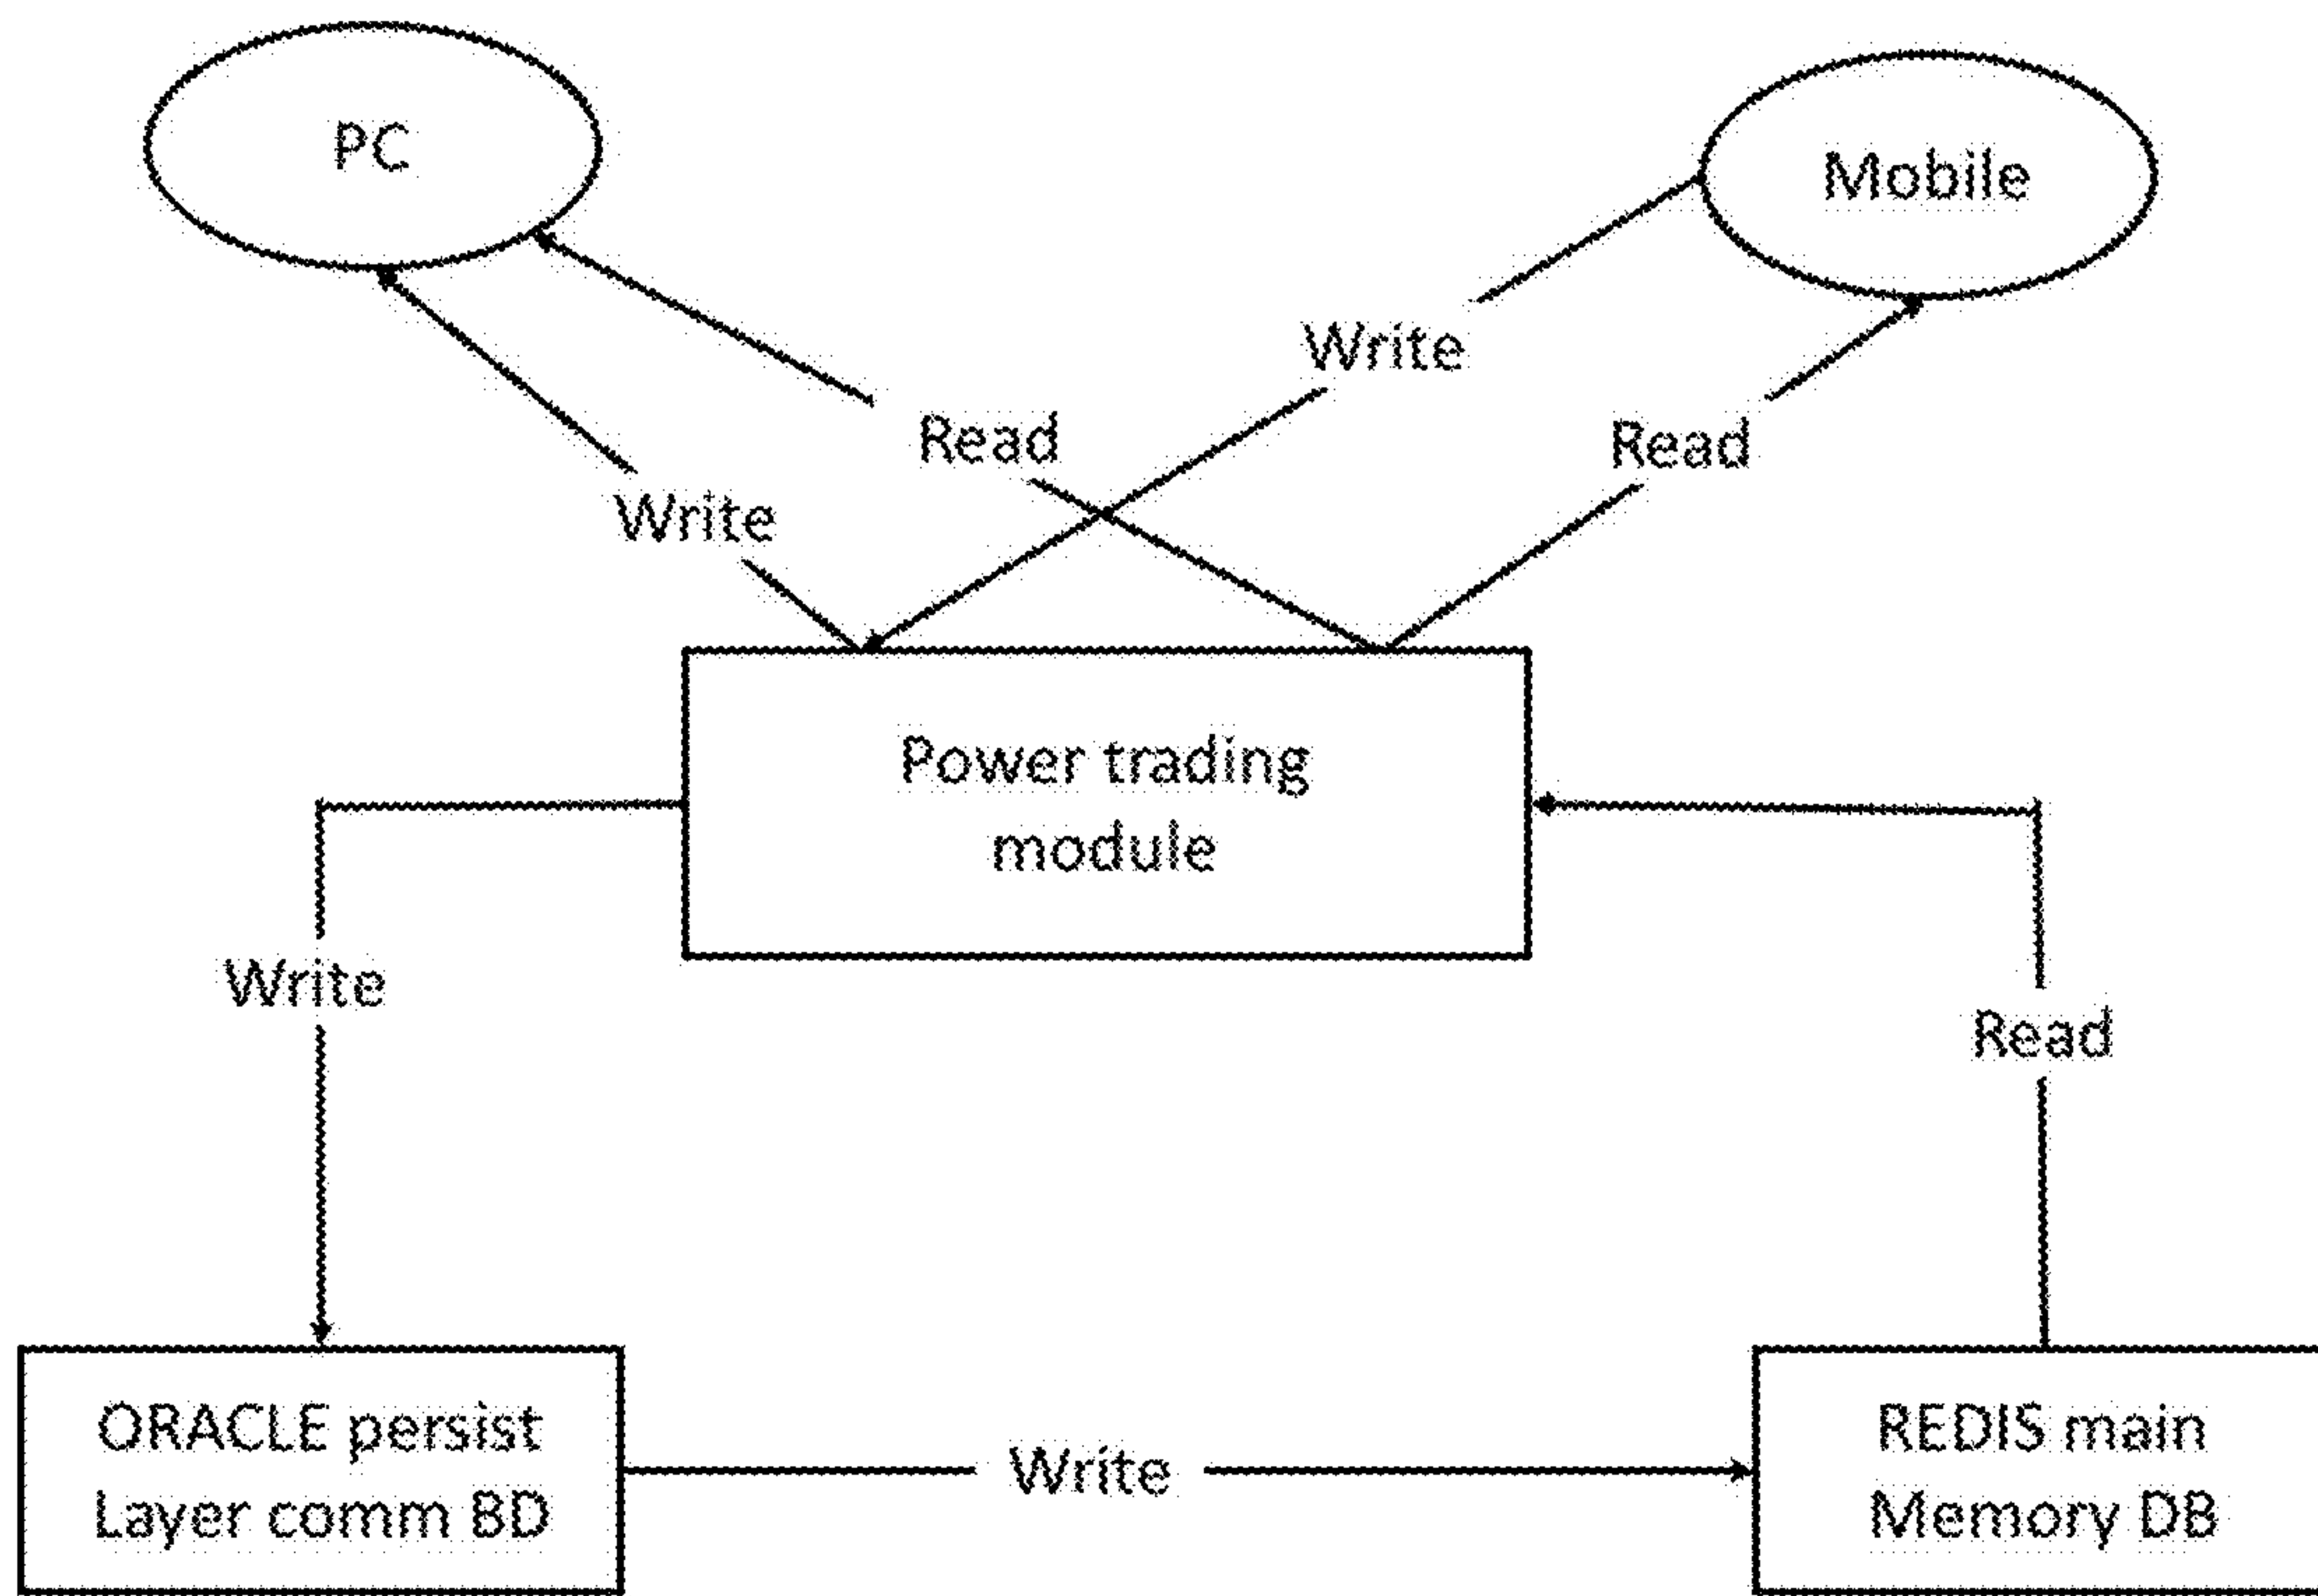 PC
Mobile
Write
Read
Read
Write
Power trading
module
Write
Read
ORACLE persist
Layer comm BD
Write
REDIS main
Memory DB